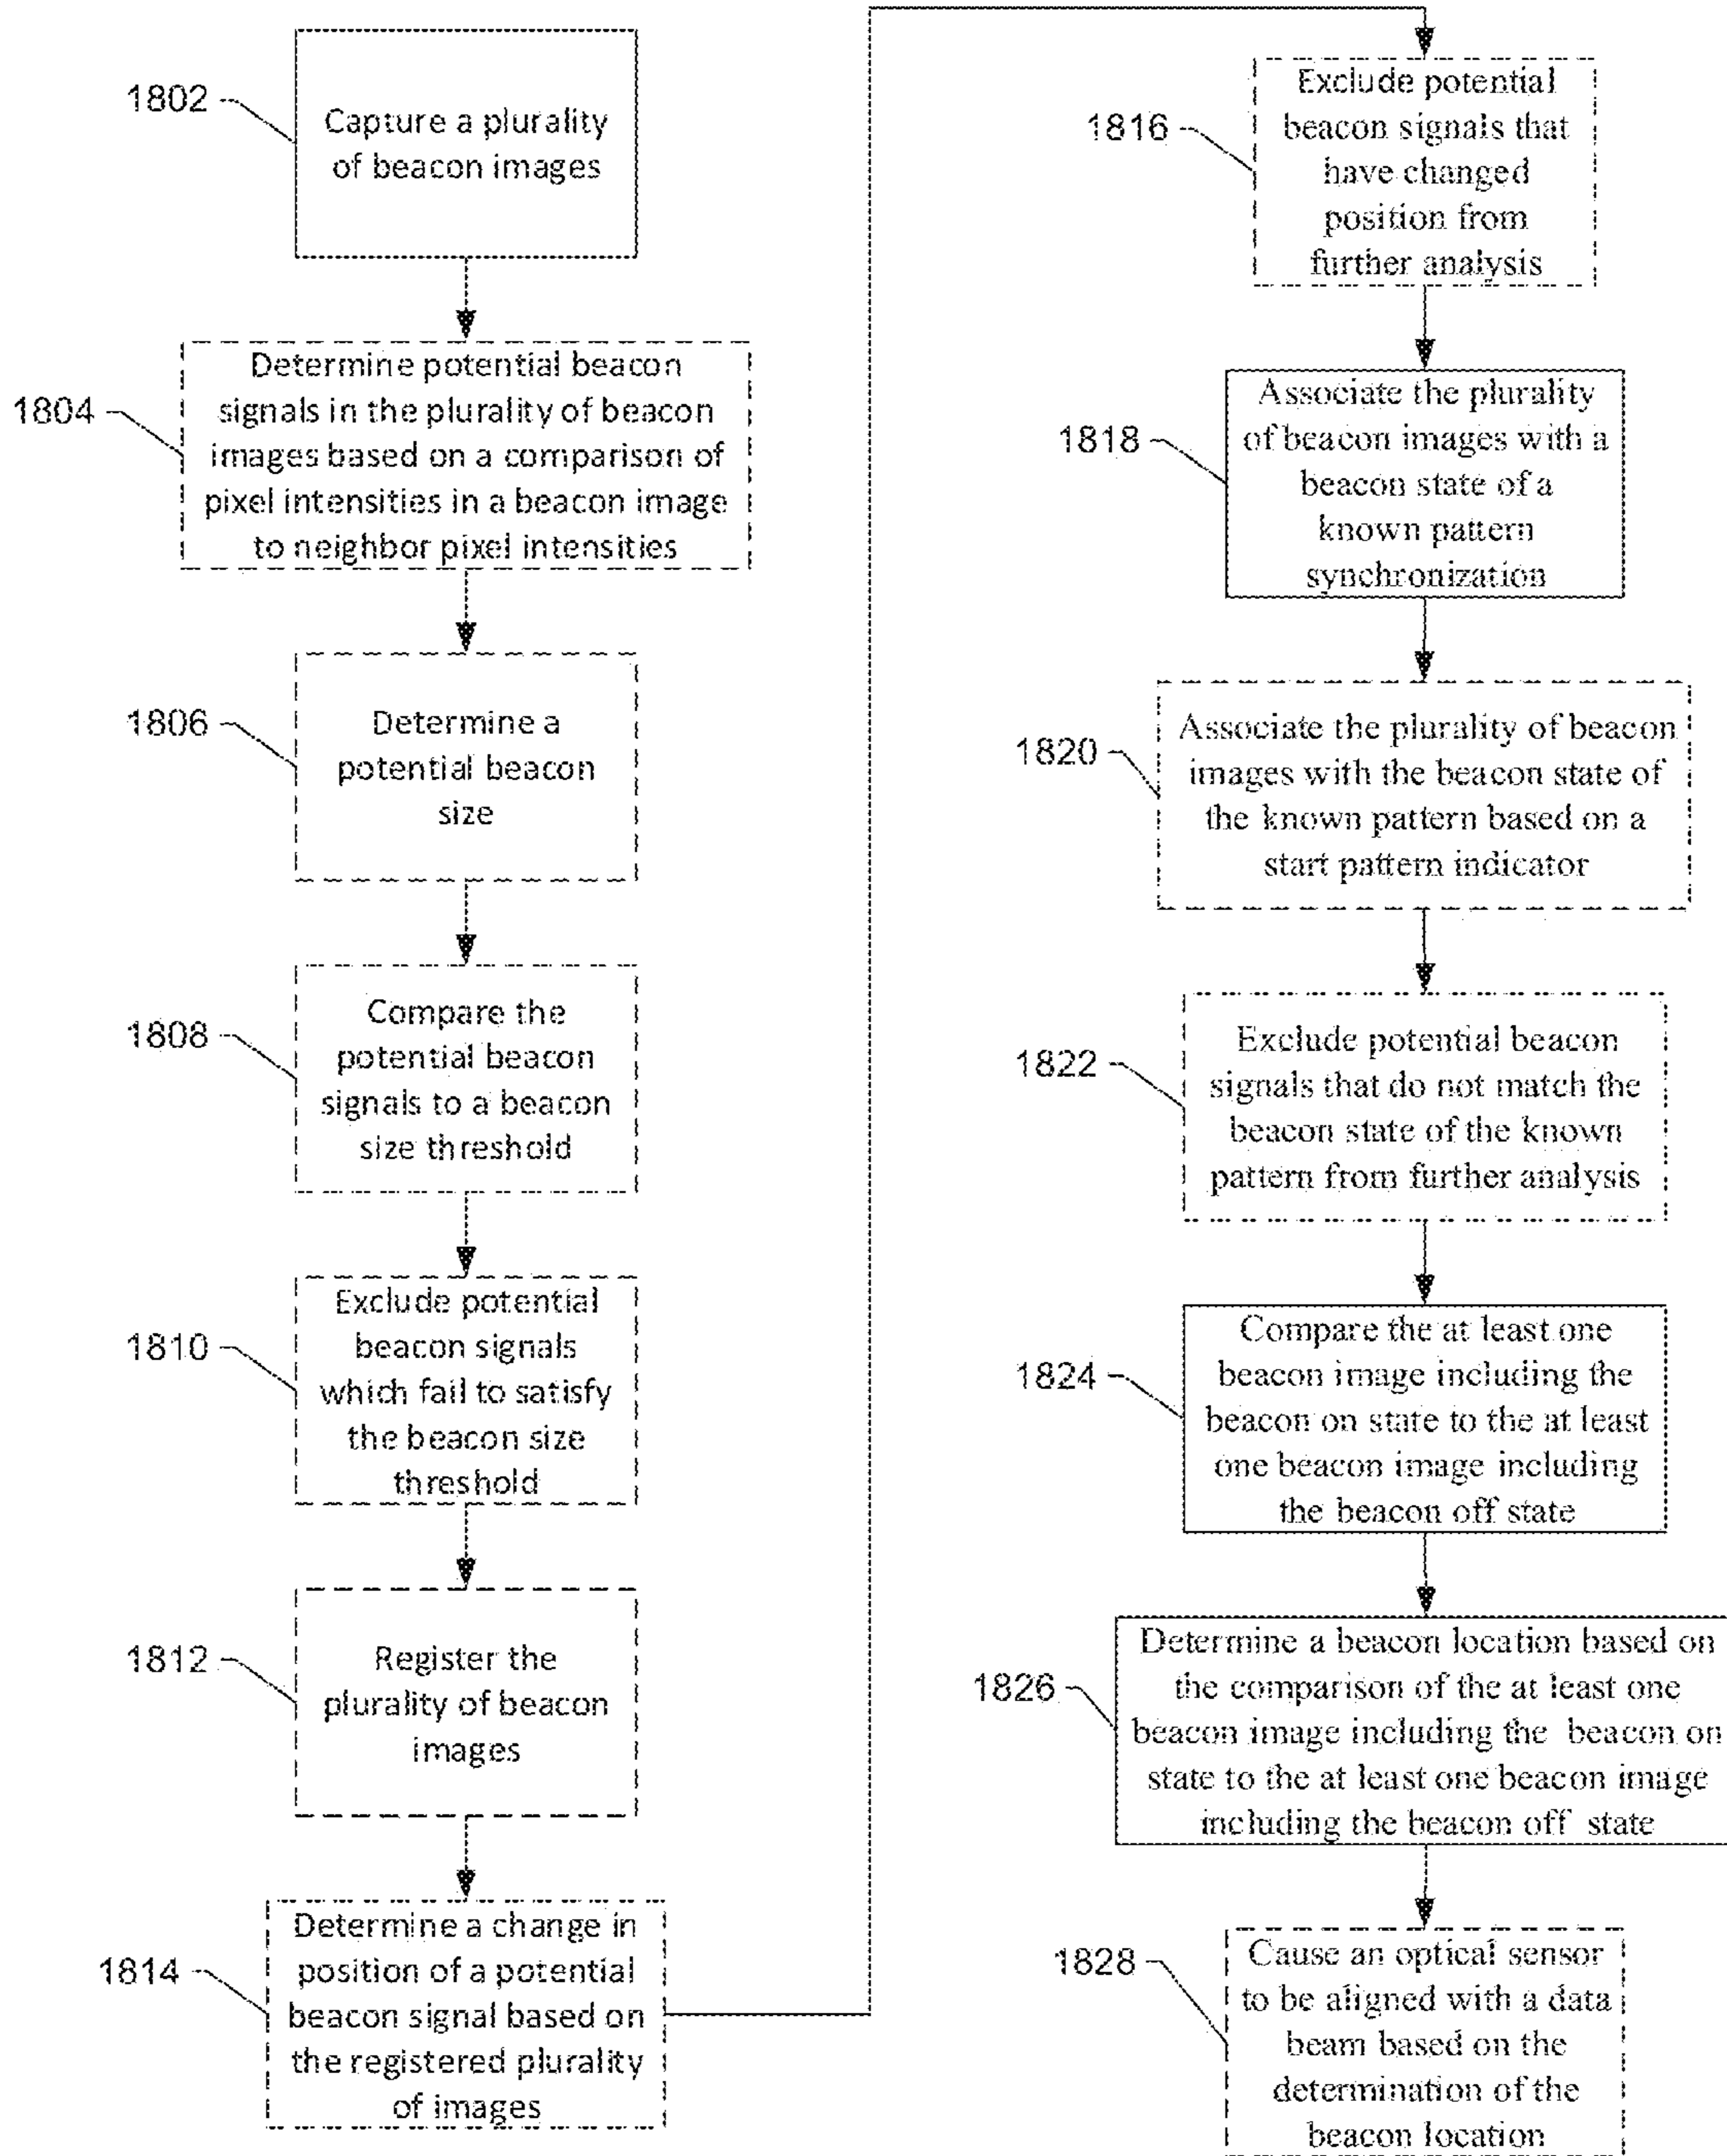 1802
Capture a plurality
of beacon images
1804
Determine potential beacon
signals in the plurality of beacon
images based on a comparison of
pixel intensities in a beacon image
to neighbor pixel intensities
1806
Determine a
potential beacon
size
1808
Compare the
potential beacon
signals to a beacon
size threshold
1810
Exclude potential
beacon signals
which fail to satisfy
the beacon size
threshold
1812
Register the
plurality of beacon
images
1814
Determine a change in
position of a potential
beacon signal based on
the registered plurality
of images
1816
Exclude potential
beacon signals that
have changed
position from
further analysis
1818
Associate the plurality
of beacon images with a
beacon state of a
known pattern
synchronization
1820
Associate the plurality of beacon
images with the beacon state of
the known pattern based on a
start pattern indicator
1822
Exclude potential beacon
signals that do not match the
beacon state of the known
pattern from further analysis
1824
Compare the at least one
beacon image including the
beacon on state to the at least
one beacon image including
the beacon off state
1826
Determine a beacon location based on
the comparison of the at least one
beacon image including the beacon on
state to the at least one beacon image
including the beacon off state
1828
Cause an optical sensor
to be aligned with a data
beam based on the
determination of the
beacon location